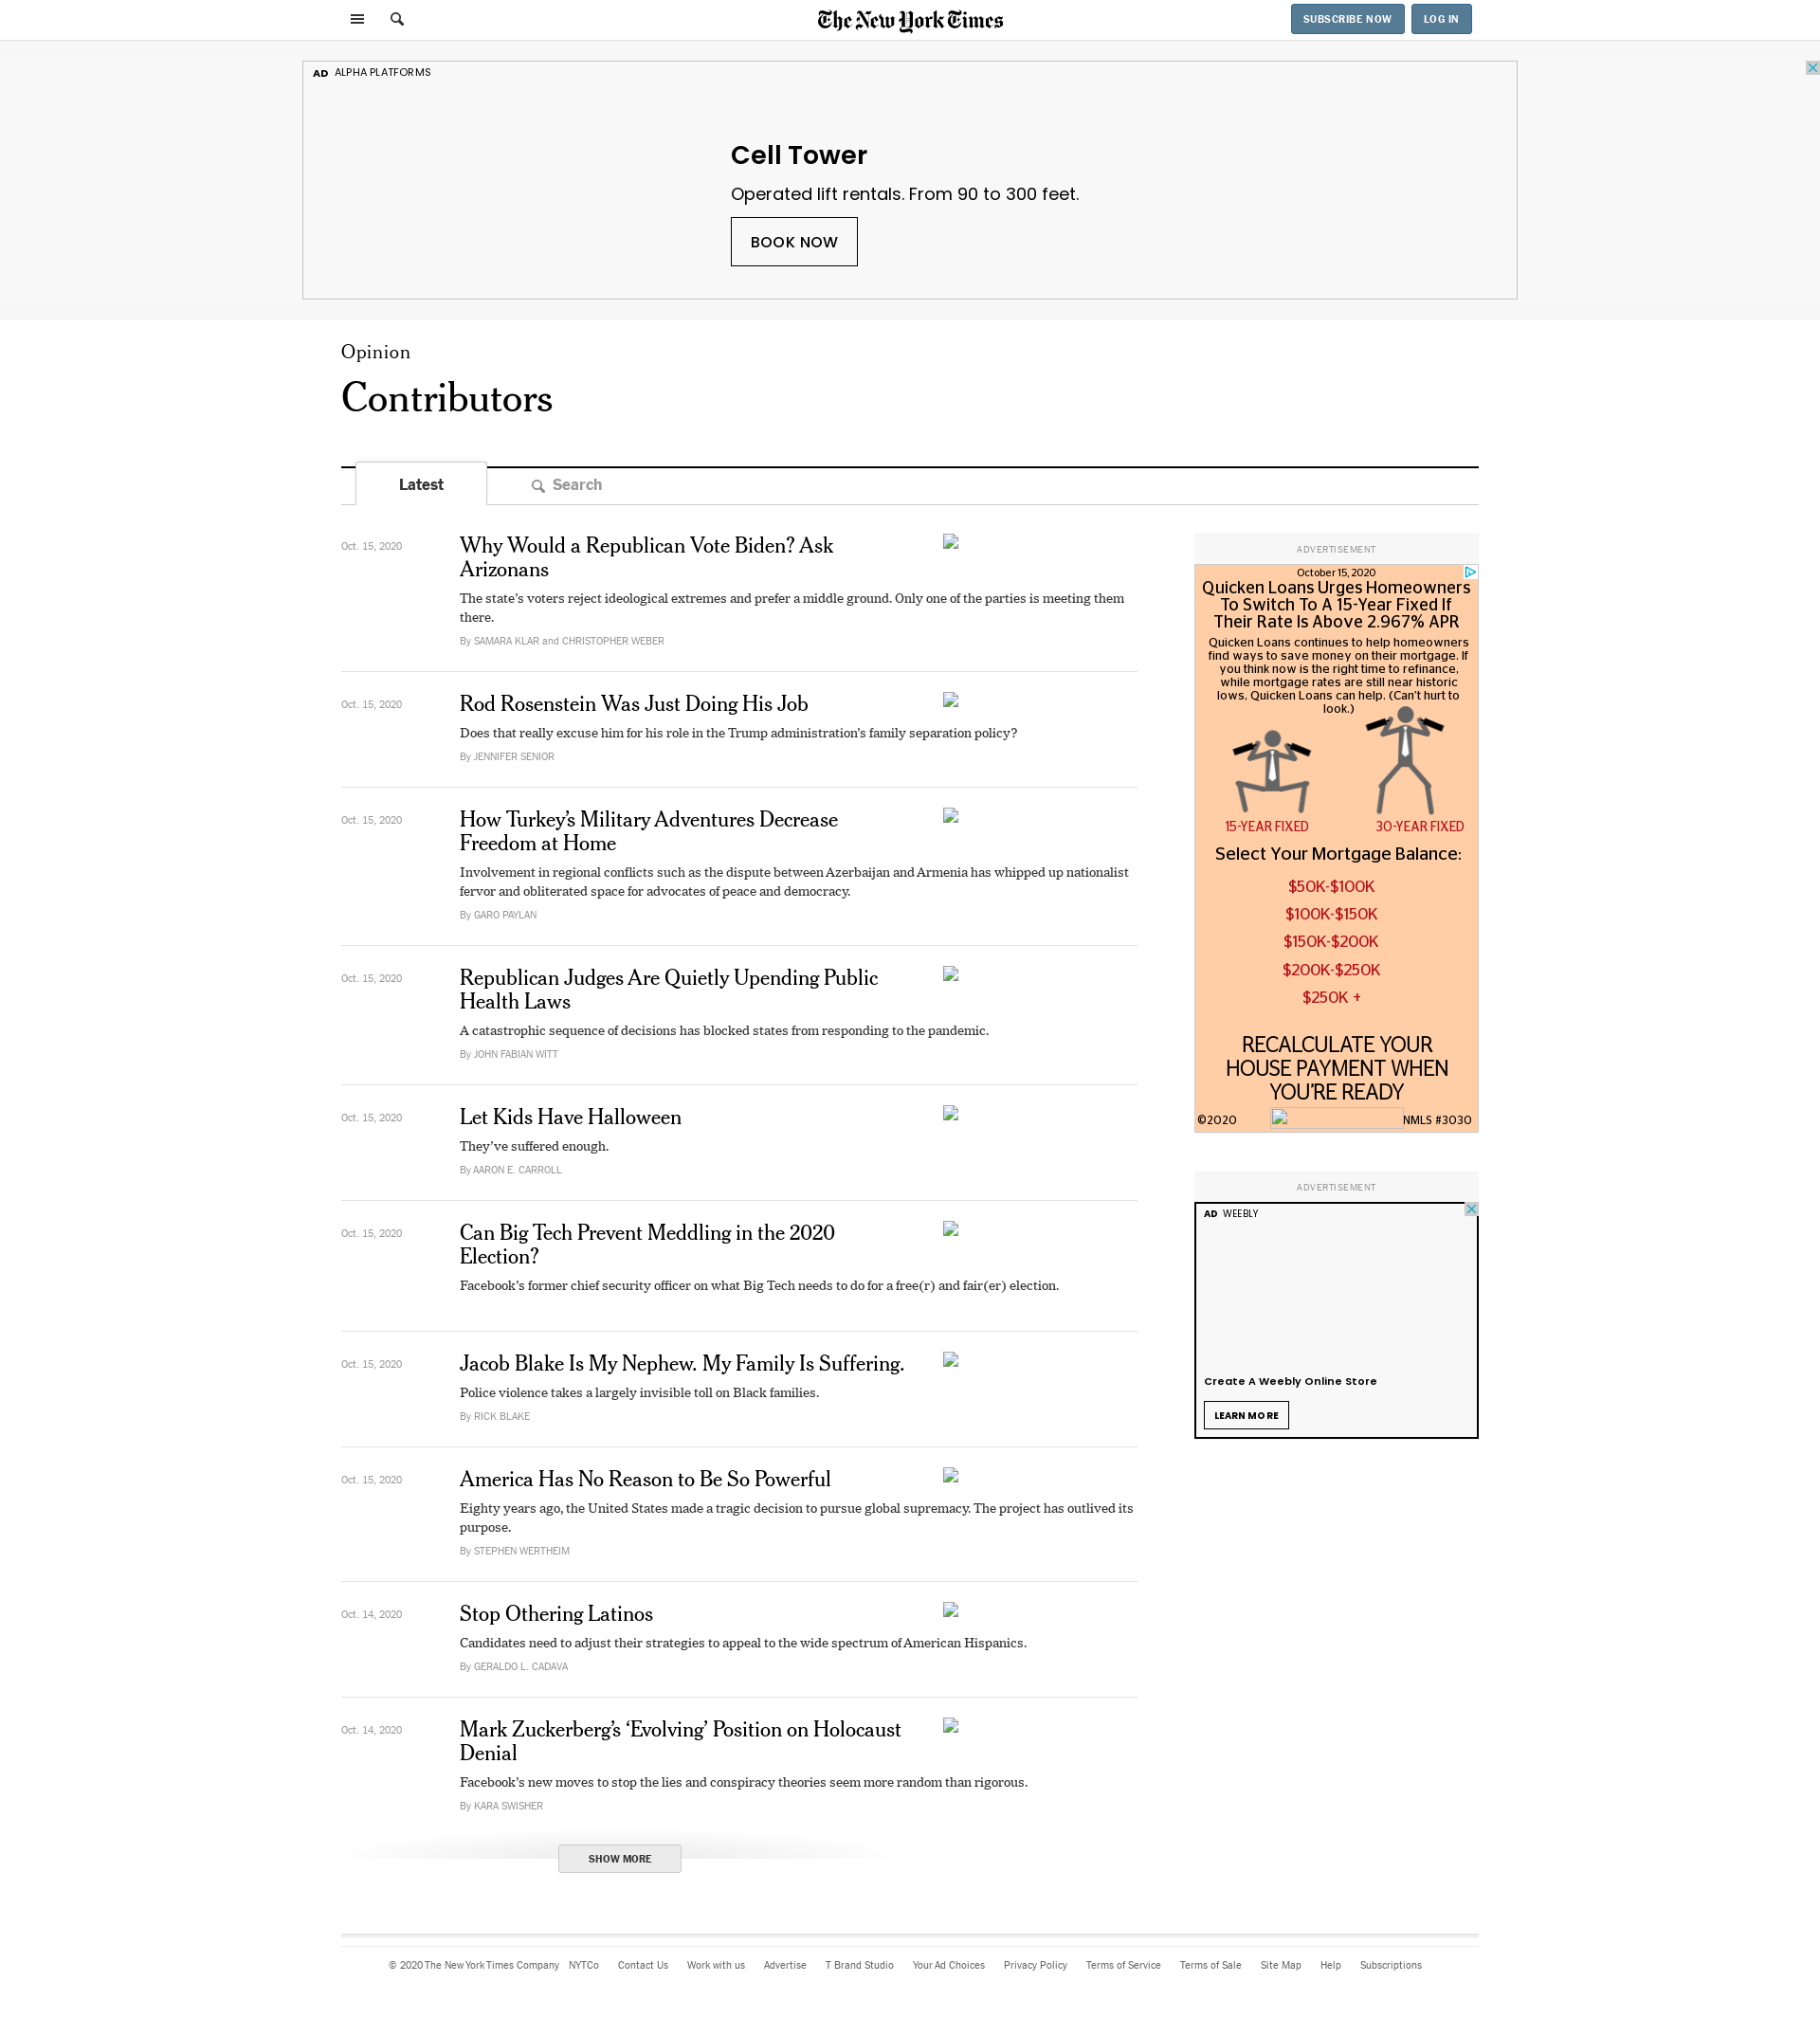 The New York Times
SUBSCRIBE NOW
LOG IN
AD ALPHA PLATFORMS
Cell Tower
Operated lift rentals. From 90 to 300 feet.
BOOK NOW
Opinion
Contributors
Latest
Search
Oct. 15, 2020
Why Would a Republican Vote Biden? Ask
Arizonans
The state’s voters reject ideological extremes and prefer a middle ground. Only one of the parties is meeting them
there.
By SAMARA KLAR and CHRISTOPHER WEBER
Oct. 15, 2020
Rod Rosenstein Was Just Doing His Job
Does that really excuse him for his role in the Trump administration’s family separation policy?
By JENNIFER SENIOR
Oct. 15, 2020
How Turkey’s Military Adventures Decrease
Freedom at Home
Involvement in regional conflicts such as the dispute between Azerbaijan and Armenia has whipped up nationalist
fervor and obliterated space for advocates of peace and democracy.
By GARO PAYLAN
Oct. 15, 2020
Republican Judges Are Quietly Upending Public
Health Laws
A catastrophic sequence of decisions has blocked states from responding to the pandemic.
By JOHN FABIAN WITT
Oct. 15, 2020
Let Kids Have Halloween
They’ve suffered enough.
By AARON E. CARROLL
Oct. 15, 2020
Can Big Tech Prevent Meddling in the 2020
Election?
Facebook’s former chief security officer on what Big Tech needs to do for a free(r) and fair(er) election.
Oct. 15, 2020
Jacob Blake Is My Nephew. My Family Is Suffering.
Police violence takes a largely invisible toll on Black families.
By RICK BLAKE
Oct. 15, 2020
America Has No Reason to Be So Powerful
Eighty years ago, the United States made a tragic decision to pursue global supremacy. The project has outlived its
purpose.
By STEPHEN WERTHEIM
Oct. 14, 2020
Stop Othering Latinos
Candidates need to adjust their strategies to appeal to the wide spectrum of American Hispanics.
By GERALDO L. CADAVA
Oct. 14, 2020
Mark Zuckerberg’s ‘Evolving’ Position on Holocaust
Denial
Facebook’s new moves to stop the lies and conspiracy theories seem more random than rigorous.
By KARA SWISHER
SHOW MORE
ADVERTISEMENT
October 15, 2020
Quicken Loans Urges Homeowners
To Switch To A 15-Year Fixed If
Their Rate Is Above 2.967% APR
Quicken Loans continues to help homeowners
find ways to save money on their mortgage. If
you think now is the right time to refinance,
while mortgage rates are still near historic
lows, Quicken Loans can help. (Can’t hurt to
look.)
15-YEAR FIXED
30-YEAR FIXED
Select Your Mortgage Balance:
$50K-$100K
$100K-$150K
$150K-$200K
$200K-$250K
$250K +
RECALCULATE YOUR
HOUSE PAYMENT WHEN
YOU’RE READY
©2020
NMLS #3030
ADVERTISEMENT
AD WEEBLY
Create A Weebly Online Store
LEARN MORE
© 2020 The New York Times Company NYTCo Contact Us Work with us Advertise T Brand Studio Your Ad Choices Privacy Policy Terms of Service Terms of Sale Site Map Help Subscriptions